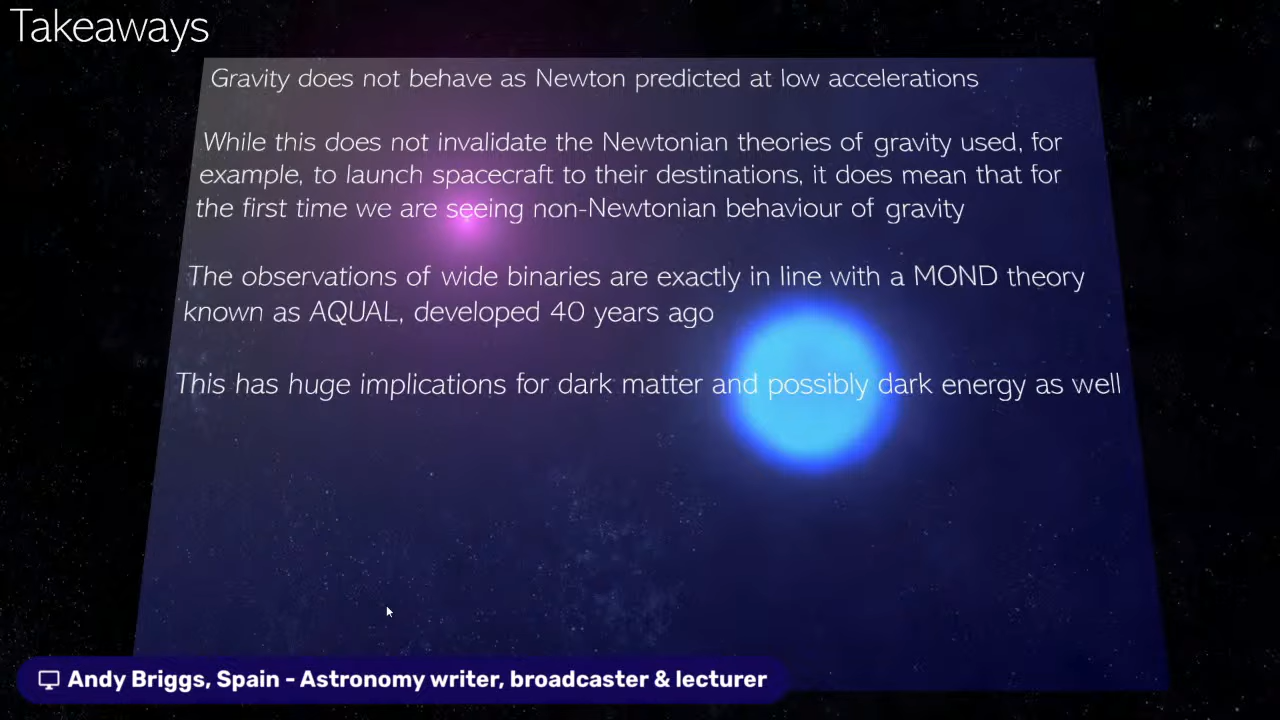 Takeaways
Gravity does not behave as Newton predicted at low accelerations
While this does not invalidate the Newtonian theories of gravity used, for
example, to launch spacecraft to their destinations, it does mean that for
the first time we are seeing non-Newtonian behaviour of gravity
The observations of wide binaries are exactly in line with a MOND theory
known as AQUAL, developed 40 years ago
This has huge implications for dark matter and possibly dark energy as well
Andy Briggs, Spain - Astronomy writer, broadcaster & lecturer